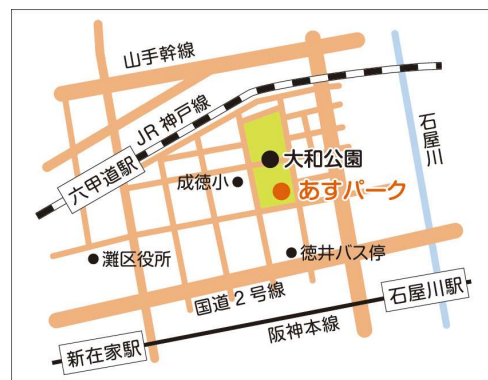 山手幹線
JR神戸線
六甲道駅
石屋川
大和公園
成徳小
あすパーク
灘区役所
徳井バス停
国道2号線
石屋川駅
阪神本線
新在家駅